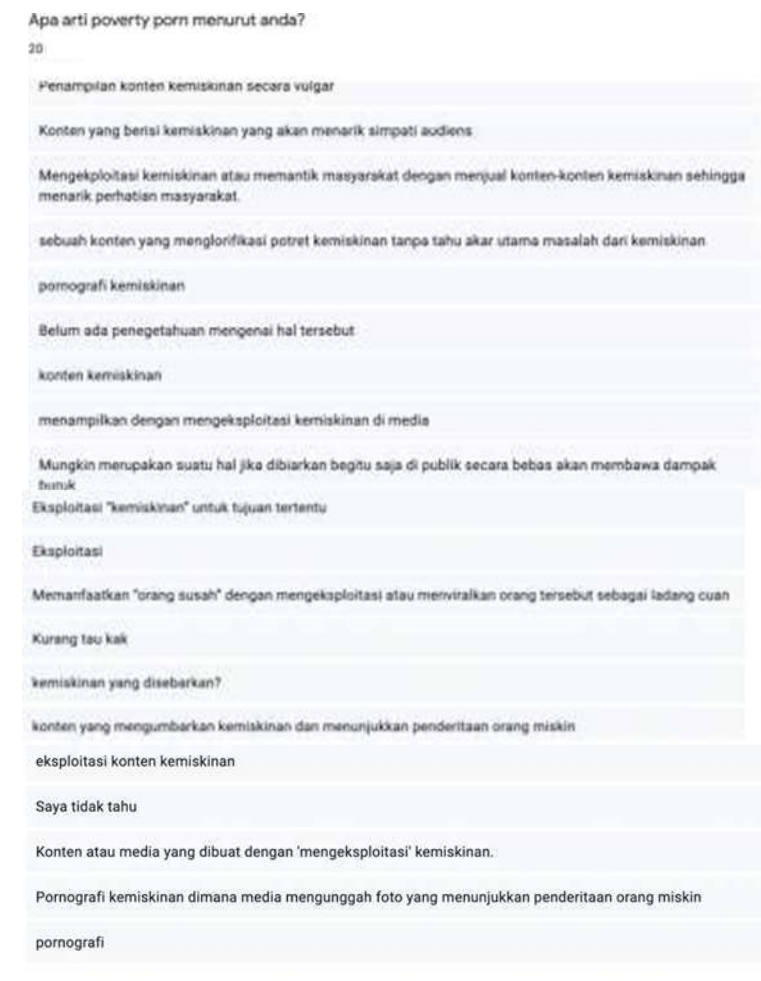 Apa arti poverty porn menurut anda?
20
Penampilan konten kemiskinan secara vulgar
Konten yang berisi kemiskinan yang akan menarik simpati audiens
Mengekploitasi kemiskinan atau memantik masyarakat dengan menjual konten-konten kemiskinan sehingga
menarik perhatian masyarakat.
sebuah konten yang menglorifikasi potret kemiskinan tanpa tahu akar utama masalah dari kemiskinan
pornografi kemiskinan
Belum ada penegetahuan mengenai hal tersebut
konten kemiskinan
menampilkan dengan mengeksploitasi kemiskinan di media
Mungkin merupakan suatu hal jika dibiarkan begitu saja di publik secara bebas akan membawa dampak
buruk
Eksploitasi "kemiskinan" untuk tujuan tertentu
Eksploitasi
Memanfaatkan "orang susah" dengan mengeksploitasi atau menviralkan orang tersebut sebagai ladang cuan
Kurang tau kak
kemiskinan yang disebarkan?
konten yang mengumbarkan kemiskinan dan menunjukkan penderitaan orang miskin
eksploitasi konten kemiskinan
Saya tidak tahu
Konten atau media yang dibuat dengan 'mengeksploitasi' kemiskinan.
Pornografi kemiskinan dimana media mengunggah foto yang menunjukkan penderitaan orang miskin
pornografi